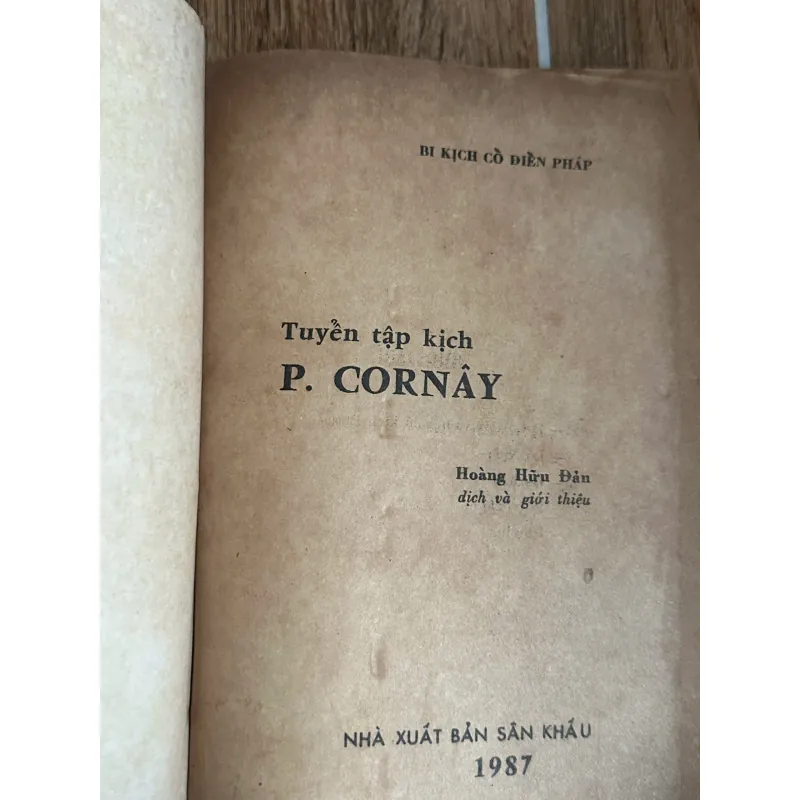 BI KỊCH CỔ ĐIỂN PHÁP
Tuyển tập kịch
P. CORNÂY
Hoàng Hữu Đản
dịch và giới thiệu
NHÀ XUẤT BẢN SÂN KHẤU
1987